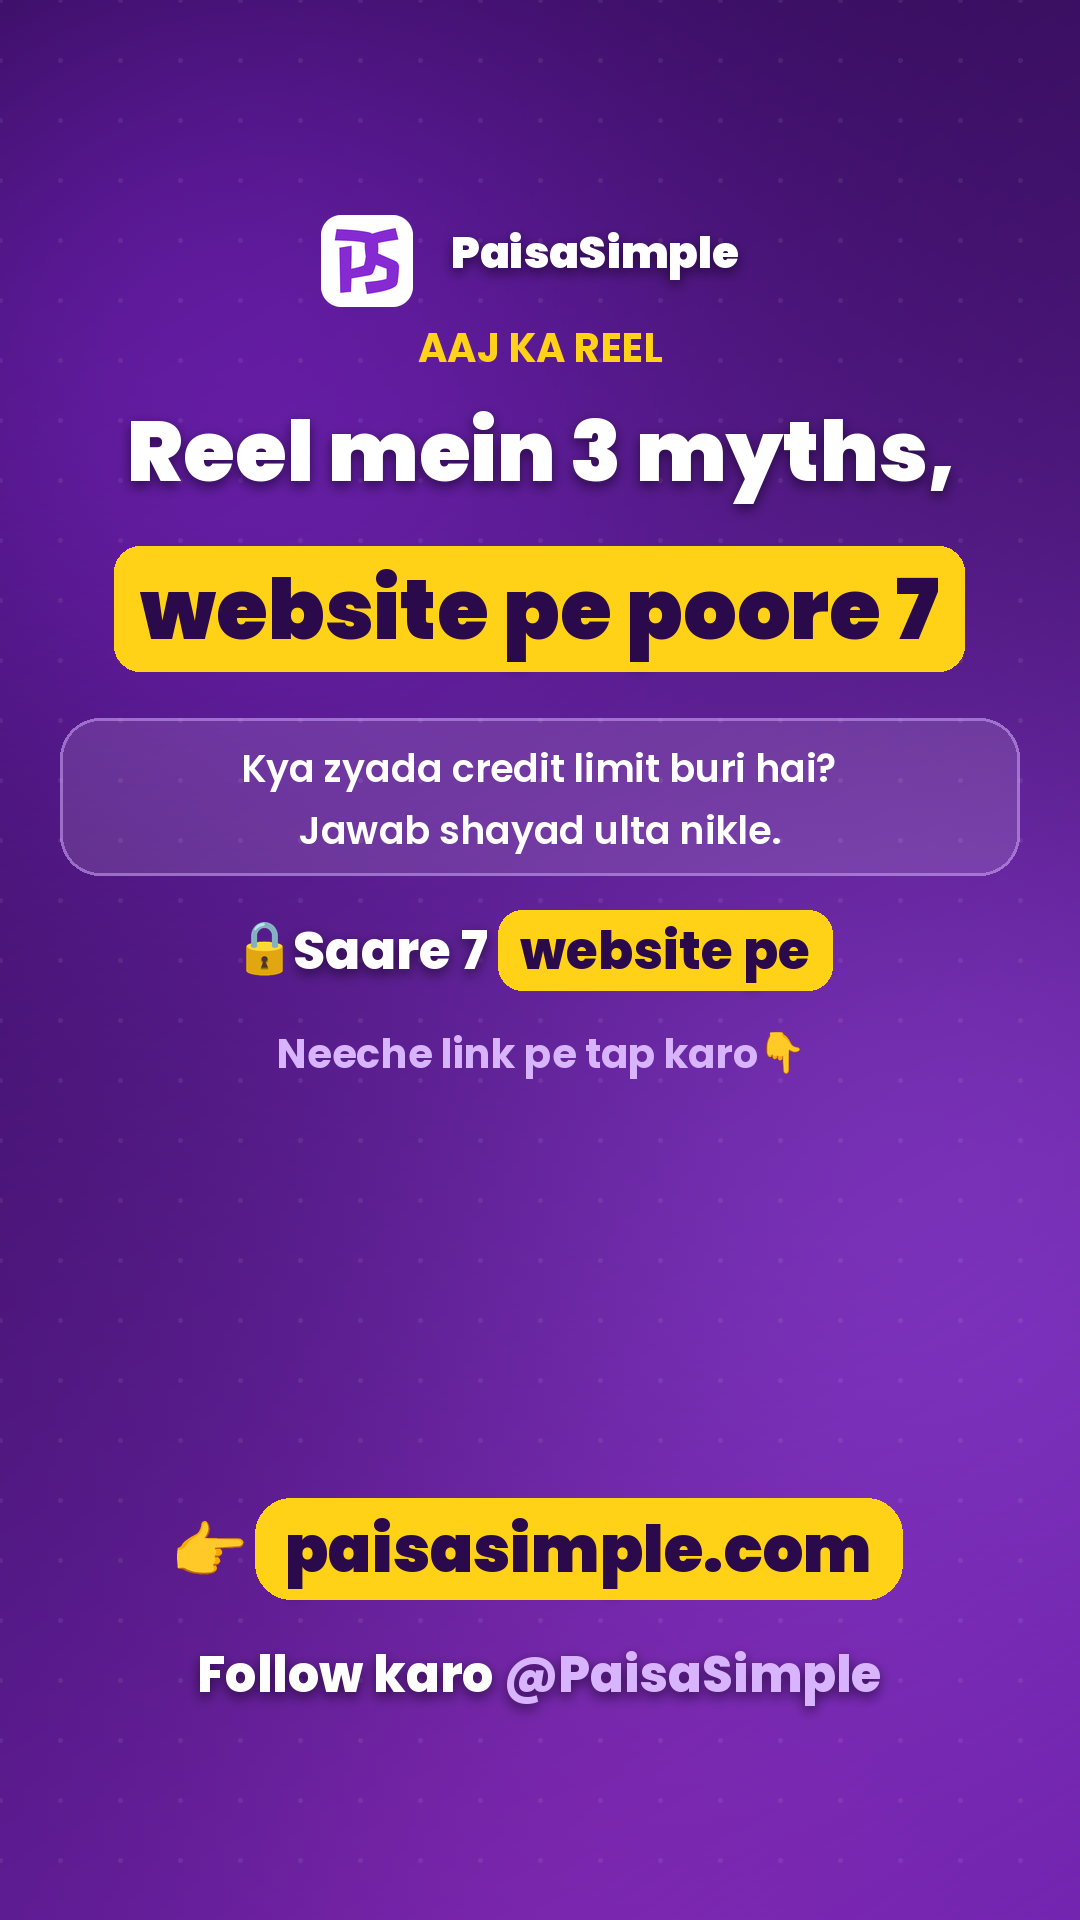 PS PaisaSimple
AAJ KA REEL
Reel mein 3 myths,
website pe poore 7
Kya zyada credit limit buri hai?
Jawab shayad ulta nikle.
🔒Saare 7 website pe
Neeche link pe tap karo👇
👉 paisasimple.com
Follow karo @PaisaSimple